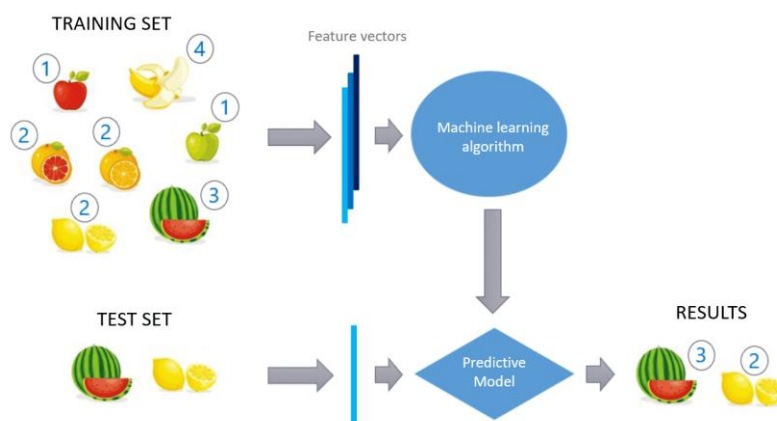 TRAINING SET
Feature vectors
4
1
1
Machine learning
algorithm
2
2
3
2
TEST SET
RESULTS
Predictive
Model
3
2